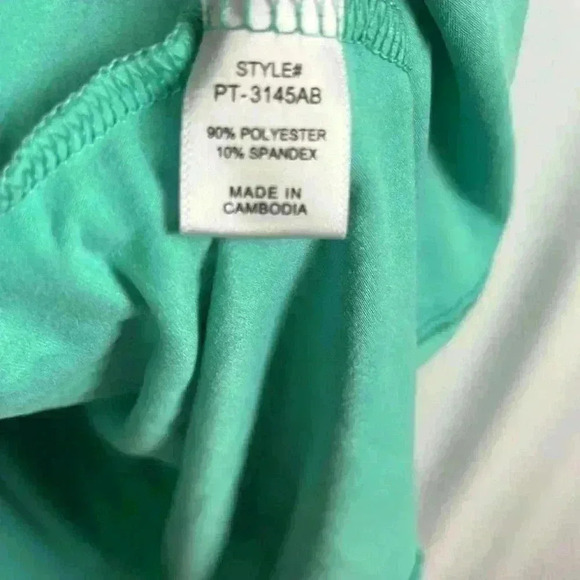 STYLE#
PT-3145AB
90% POLYESTER
10% SPANDEX
MADE IN
CAMBODIA